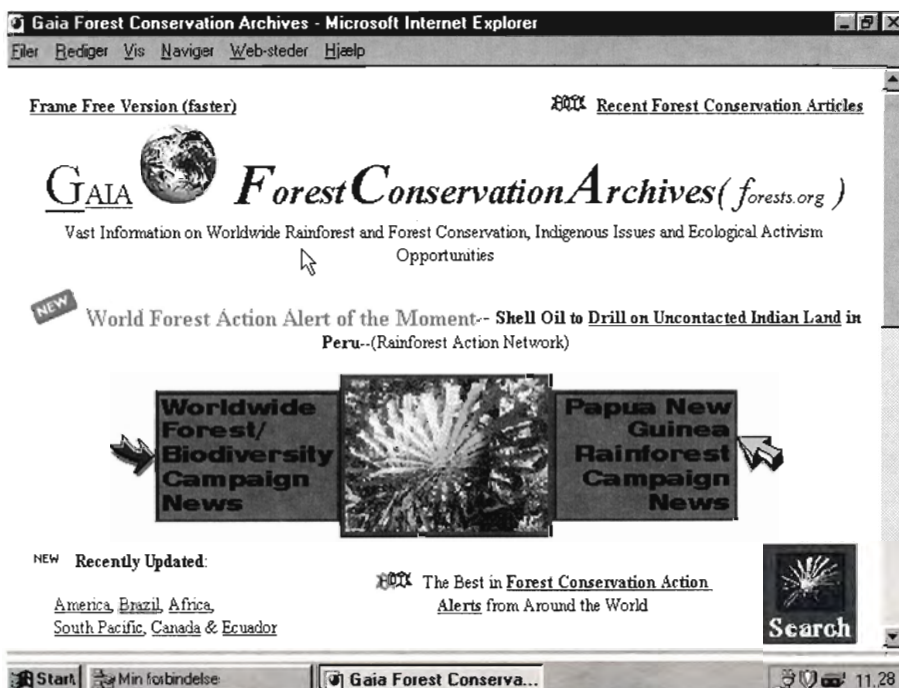 Gaia Forest Conservation Archives - Microsoft Internet Explorer
Filer Rediger Vis Naviger Web-steder Hjælp
Frame Free Version (faster)
HOT Recent Forest Conservation Articles
GAIA Forest Conservation Archives ( forests.org )
Vast Information on Worldwide Rainforest and Forest Conservation, Indigenous Issues and Ecological Activism
Opportunities
NEW World Forest Action Alert of the Moment-- Shell Oil to Drill on Uncontacted Indian Land in
Peru--(Rainforest Action Network)
Worldwide
Forest/
Biodiversity
Campaign
News
Papua New
Guinea
Rainforest
Campaign
News
NEW Recently Updated:
America, Brazil, Africa,
South Pacific, Canada & Ecuador
HOT The Best in Forest Conservation Action
Alerts from Around the World
Search
Start Min forbindelse Gaia Forest Conserva... 11.28